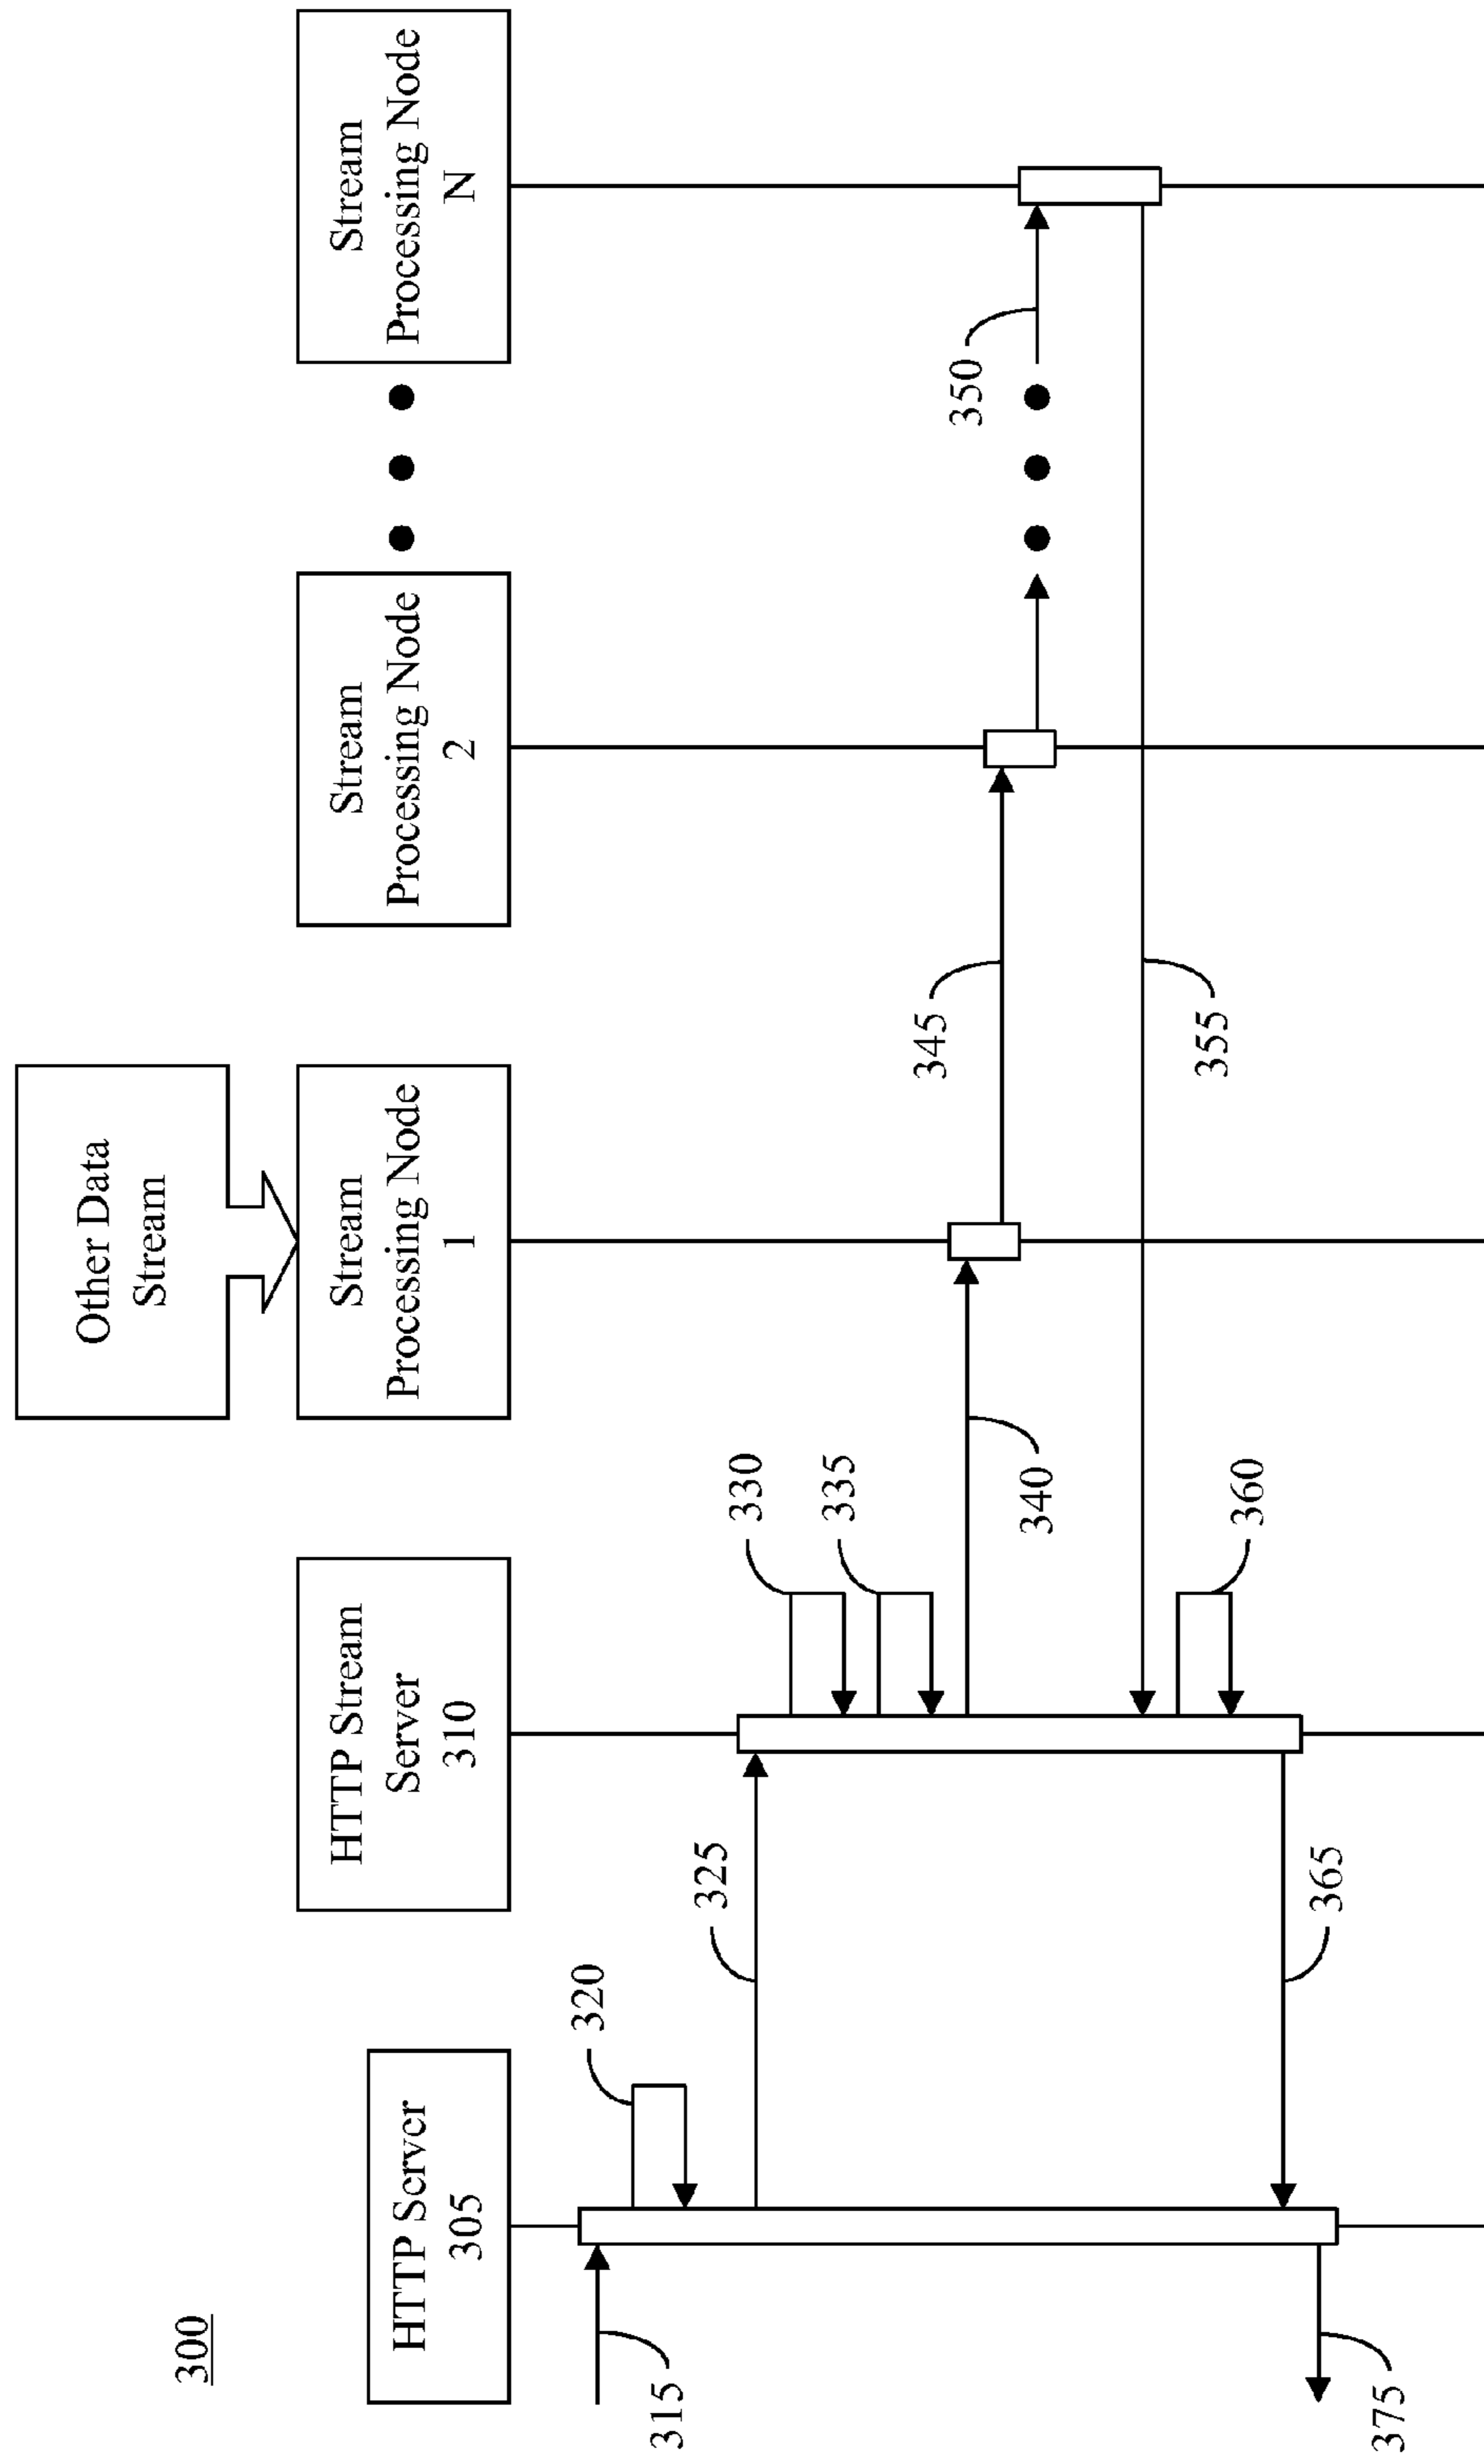 300
Other Data
Stream
HTTP Server
305
HTTP Stream
Server
310
Stream
Processing Node
1
Stream
Processing Node
2
Stream
Processing Node
N
315
320
325
330
335
340
345
350
355
360
365
375